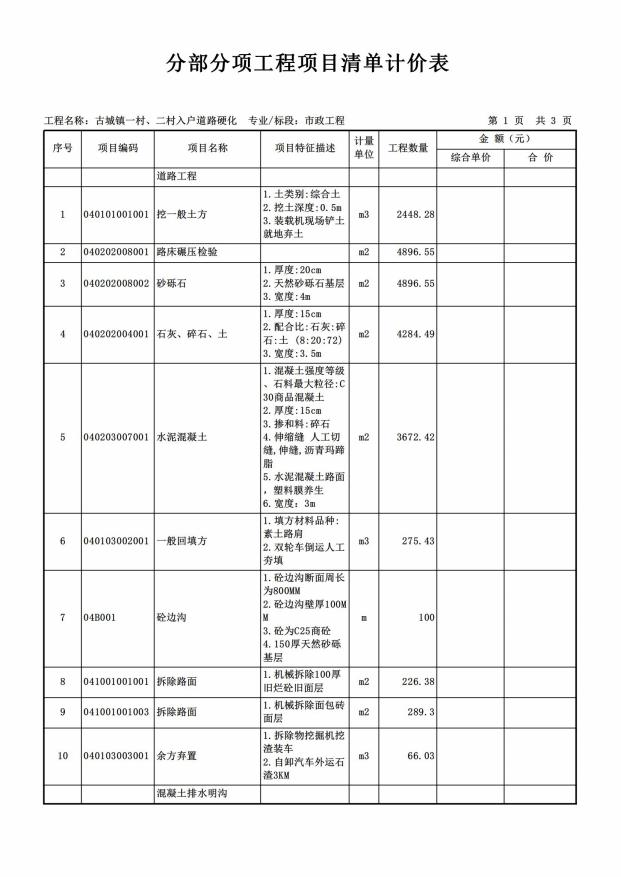 分部分项工程项目清单计价表
工程名称：古城镇一村、二村入户道路硬化 专业/标段：市政工程 第 1 页 共 3 页
序号 项目编码 项目名称 项目特征描述 计量单位 工程数量 金 额（元）
综合单价 合 价
道路工程
1 040101001001 挖一般土方 1.土类别:综合土 m3 2448.28
2.挖土深度:0.5m
3.装载机现场铲土
就地弃土
2 040202008001 路床碾压检验 m2 4896.55
3 040202008002 砂砾石 1.厚度:20cm m2 4896.55
2.天然砂砾石基层
3.宽度:4m
4 040202004001 石灰、碎石、土 1.厚度:15cm m2 4284.49
2.配合比:石灰:碎
石:土 (8:20:72)
3.宽度:3.5m
5 040203007001 水泥混凝土 1.混凝土强度等级 m2 3672.42
、石料最大粒径:C
30商品混凝土
2.厚度:15cm
3.掺和料:碎石
4.伸缩缝 人工切
缝,伸缝,沥青玛蹄
脂
5.水泥混凝土路面
，塑料膜养生
6.宽度：3m
6 040103002001 一般回填方 1.填方材料品种: m3 275.43
素土路肩
2.双轮车倒运人工
夯填
7 04B001 砼边沟 1.砼边沟断面周长 m 100
为800MM
2.砼边沟壁厚100M
M
3.砼为C25商砼
4.150厚天然砂砾
基层
8 041001001001 拆除路面 1.机械拆除100厚 m2 226.38
旧烂砼旧面层
9 041001001003 拆除路面 1.机械拆除面包砖 m2 289.3
面层
10 040103003001 余方弃置 1.拆除物挖掘机挖 m3 66.03
渣装车
2.自卸汽车外运石
渣3KM
混凝土排水明沟